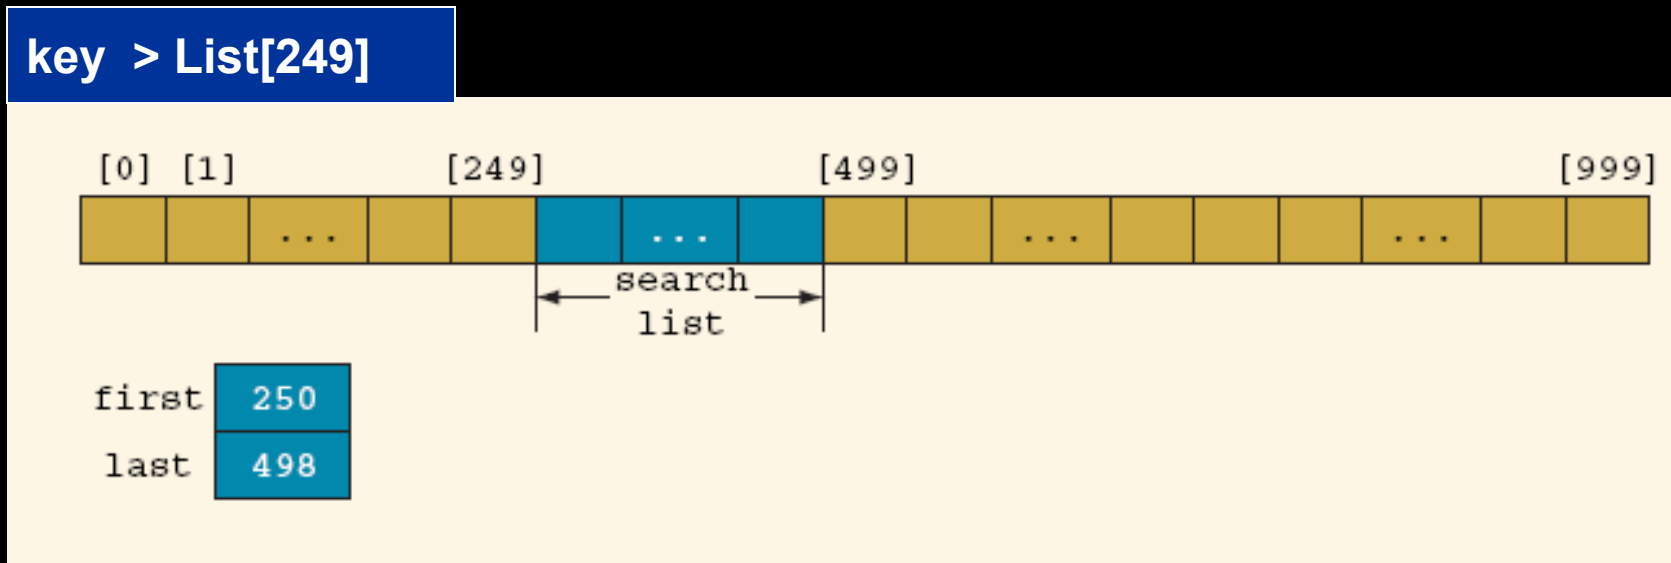 key > List[249]
[0] [1] [249] [499] [999]
... ... ... ...
search
list
first 250
last 498